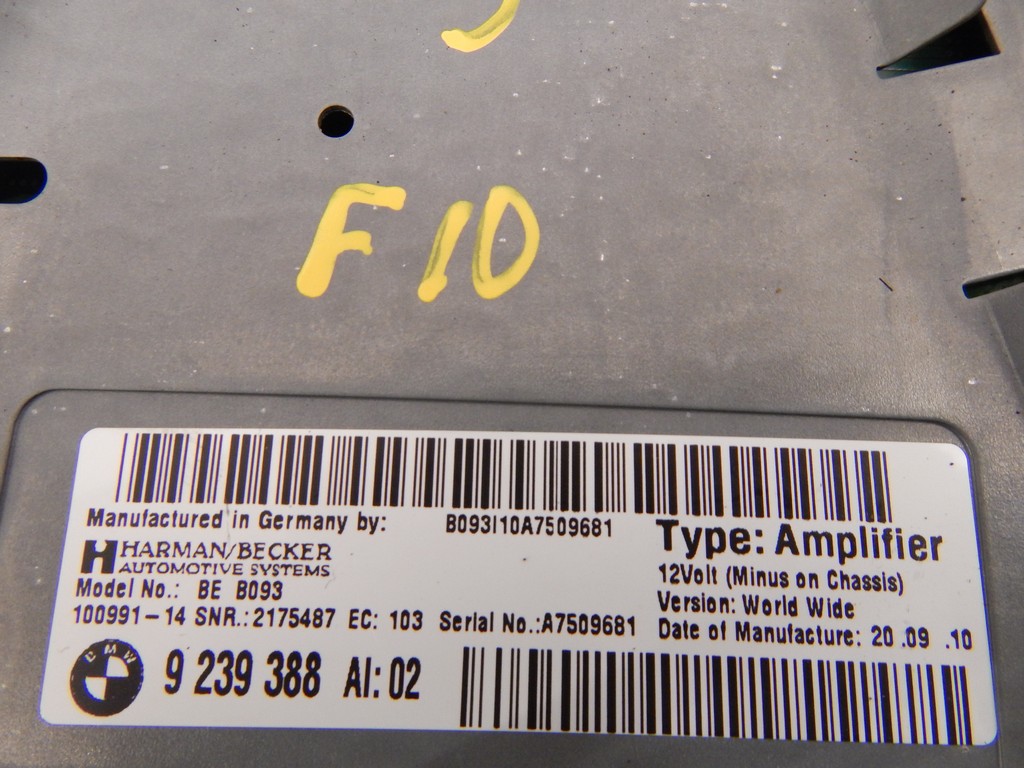 F10
Manufactured in Germany by: B093I10A7509681
HARMAN/BECKER
AUTOMOTIVE SYSTEMS
Model No.: BE B093
100991-14 SNR.: 2175487 EC: 103 Serial No.:A7509681
Type: Amplifier
12Volt (Minus on Chassis)
Version: World Wide
Date of Manufacture: 20.09 .10
BMW
9 239 388 AI: 02